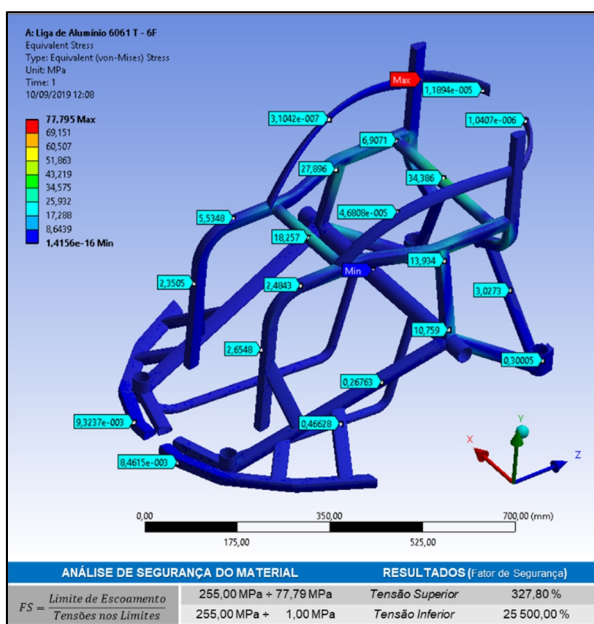 A: Liga de Alumínio 6061 T - 6F
Equivalent Stress
Type: Equivalent (von-Mises) Stress
Unit: MPa
Time: 1
10/09/2019 12:08
77,795 Max
69,151
60,507
51,863
43,219
34,575
25,932
17,288
8,6439
1,4156e-16 Min
Max
1,1894e-005
3,1042e-007
1,0407e-006
6,9071
27,896
34,386
4,6808e-005
5,5348
18,257
13,934
Min
2,3505
2,4843
3,0273
10,759
2,6548
0,30005
0,26763
0,46628
9,3237e-003
8,4615e-003
Y
X
Z
0,00
350,00
700,00 (mm)
175,00
525,00
ANÁLISE DE SEGURANÇA DO MATERIAL
RESULTADOS (Fator de Segurança)
FS = Limite de Escoamento
Tensões nos Limites
255,00 MPa ÷ 77,79 MPa
Tensão Superior
327,80 %
255,00 MPa ÷ 1,00 MPa
Tensão Inferior
25 500,00 %